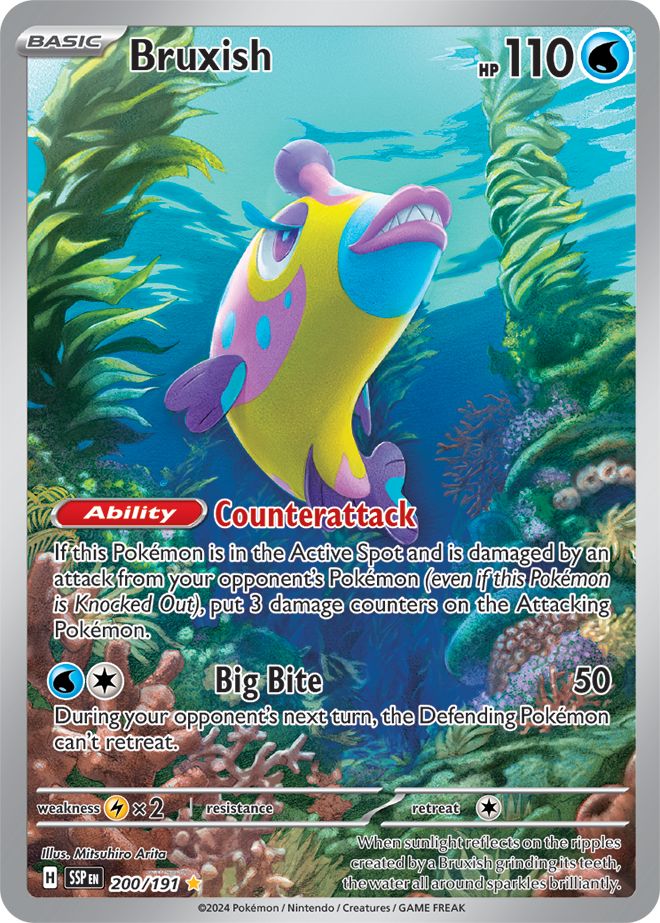 BASIC
Bruxish
HP 110
Ability Counterattack
If this Pokémon is in the Active Spot and is damaged by an
attack from your opponent's Pokémon (even if this Pokémon
is Knocked Out), put 3 damage counters on the Attacking
Pokémon.
Big Bite 50
During your opponent's next turn, the Defending Pokémon
can't retreat.
weakness ×2 resistance retreat
Illus. Mitsuhiro Arita
H SSP EN 200/191
When sunlight reflects on the ripples
created by a Bruxish grinding its teeth,
the water all around sparkles brilliantly.
©2024 Pokémon / Nintendo / Creatures / GAME FREAK